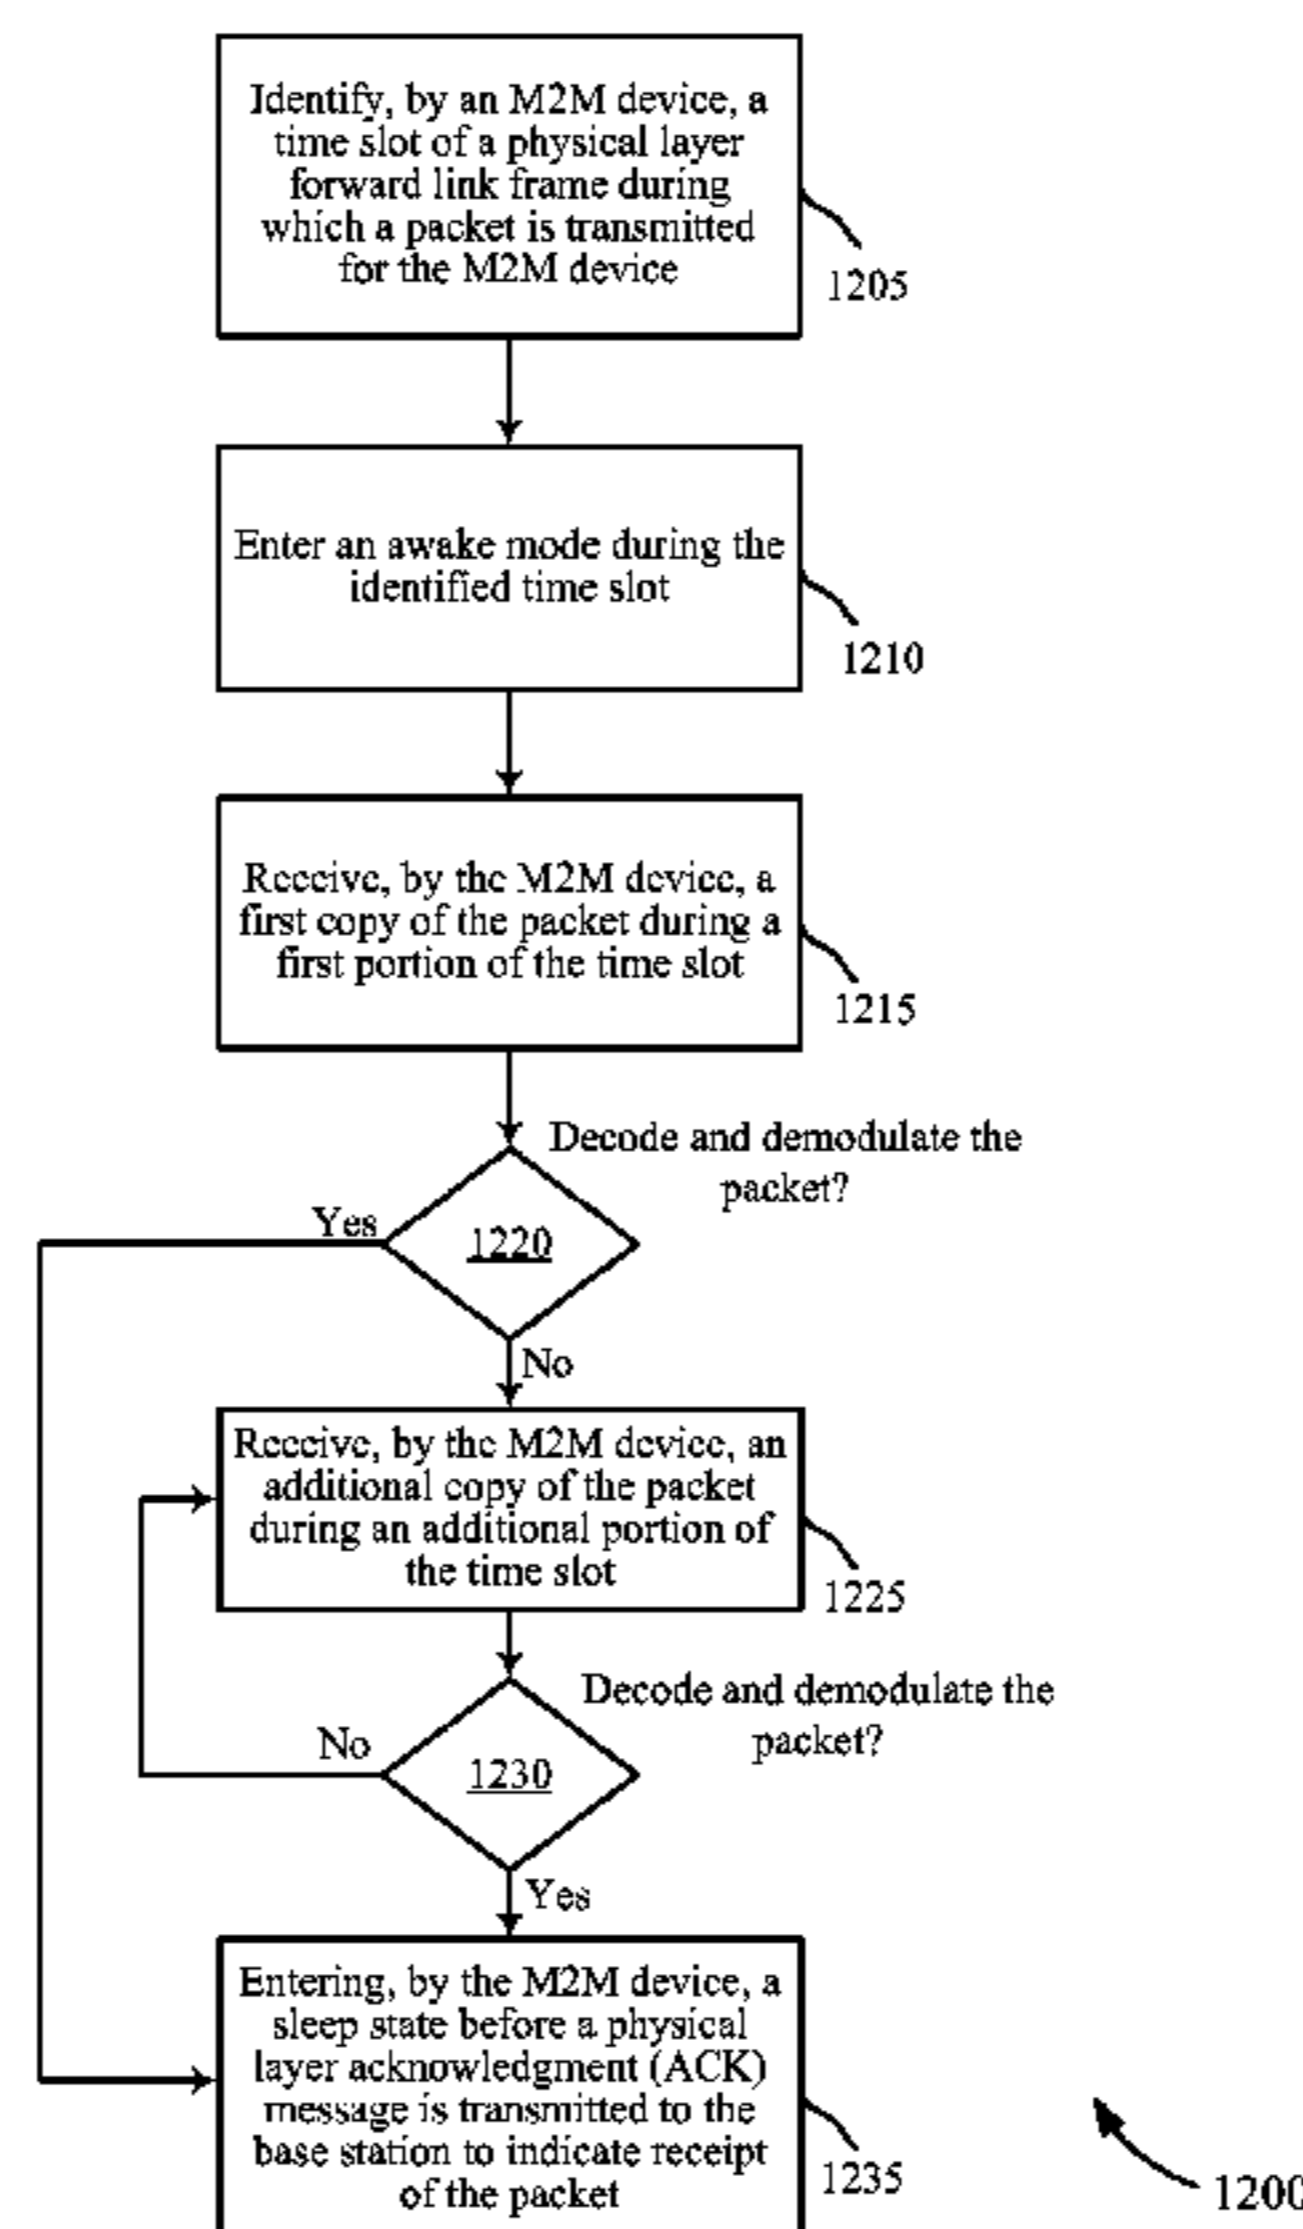 Identify, by an M2M device, a
time slot of a physical layer
forward link frame during
which a packet is transmitted
for the M2M device
1205
Enter an awake mode during the
identified time slot
1210
Receive, by the M2M device, a
first copy of the packet during a
first portion of the time slot
1215
Decode and demodulate the
packet?
Yes
1220
No
Receive, by the M2M device, an
additional copy of the packet
during an additional portion of
the time slot
1225
Decode and demodulate the
packet?
No
1230
Yes
Entering, by the M2M device, a
sleep state before a physical
layer acknowledgment (ACK)
message is transmitted to the
base station to indicate receipt
of the packet
1235
1200